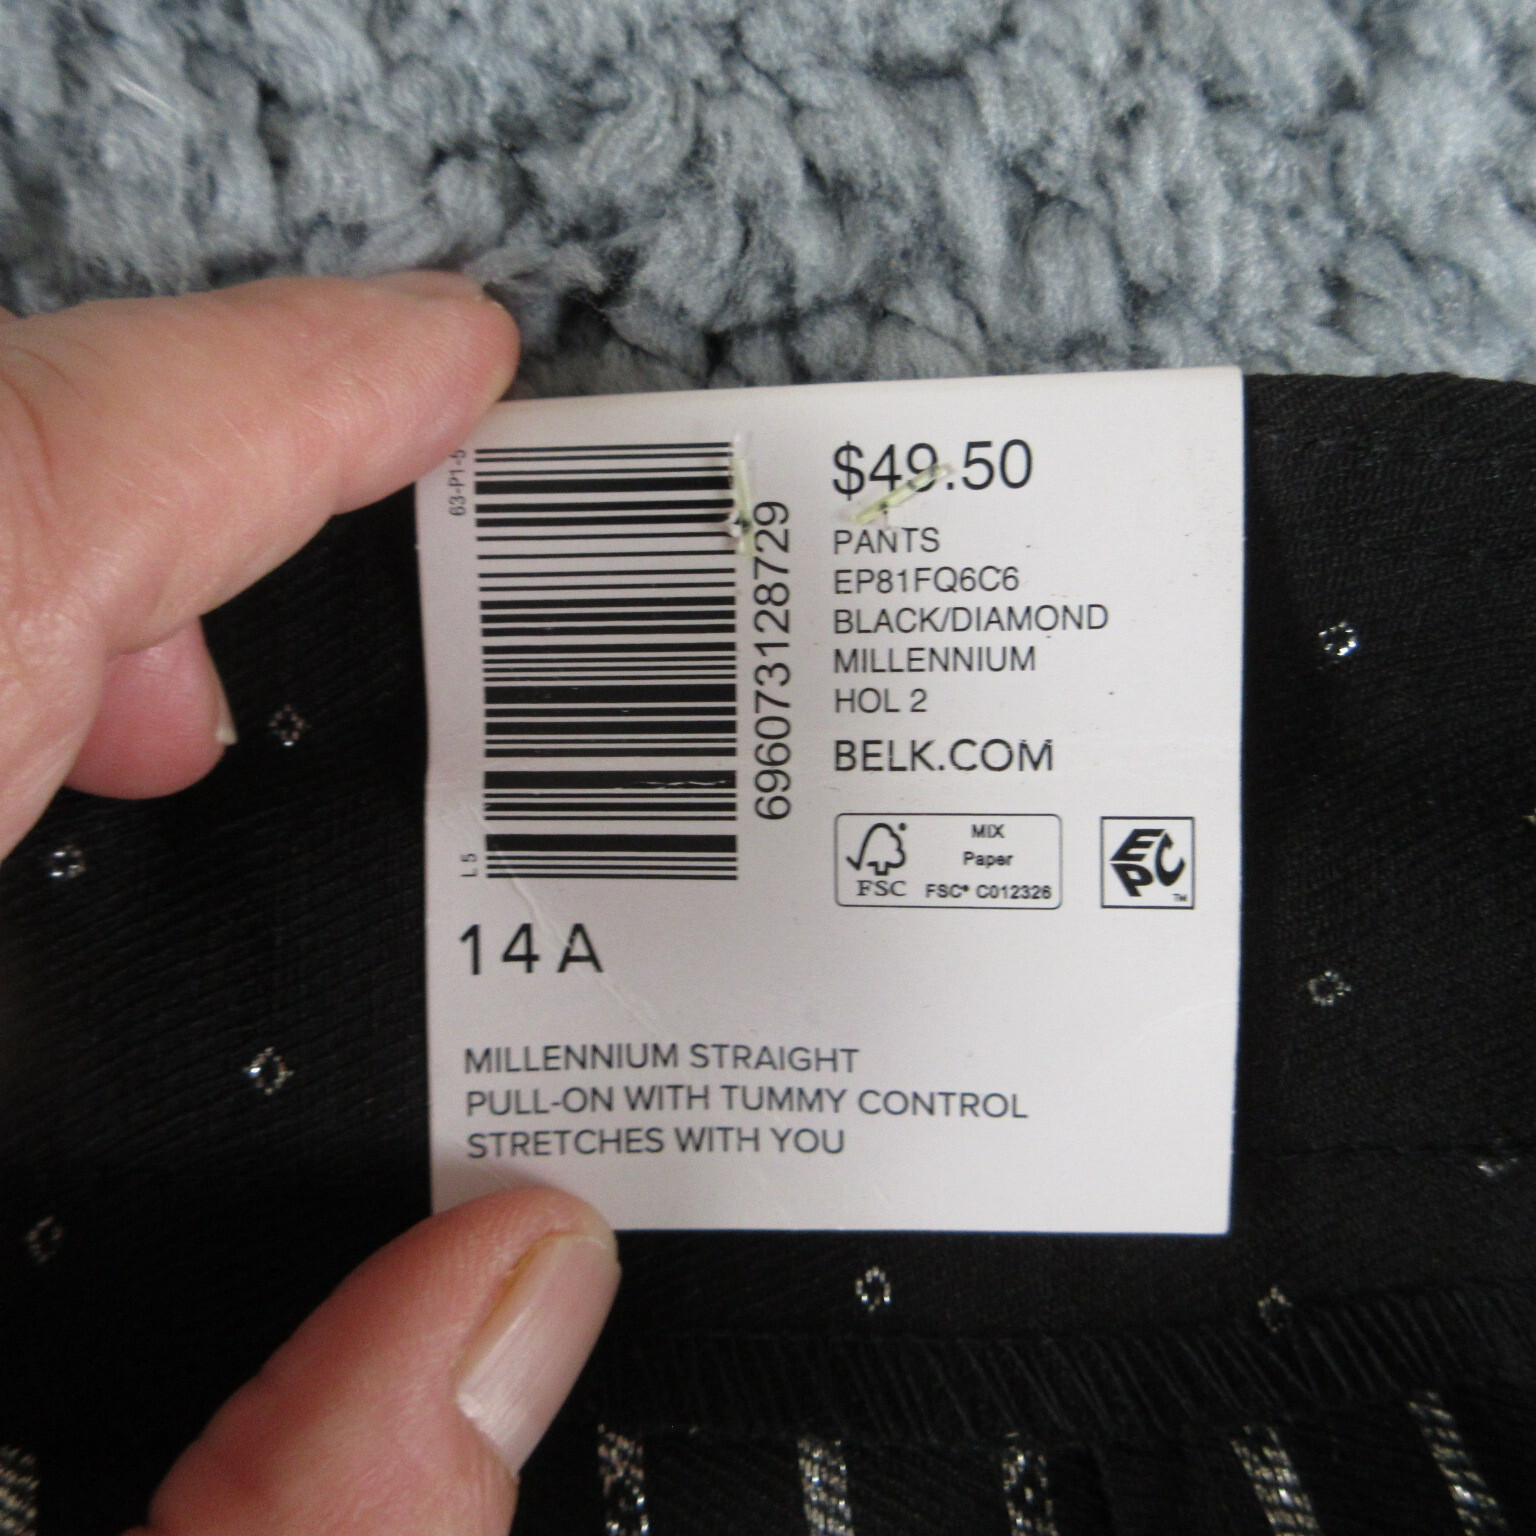 63-P1-5
696073128729
L5
$49.50
PANTS
EP81FQ6C6
BLACK/DIAMOND
MILLENNIUM
HOL 2
BELK.COM
FSC
MIX
Paper
FSC® C012326
EPC™
14 A
MILLENNIUM STRAIGHT
PULL-ON WITH TUMMY CONTROL
STRETCHES WITH YOU